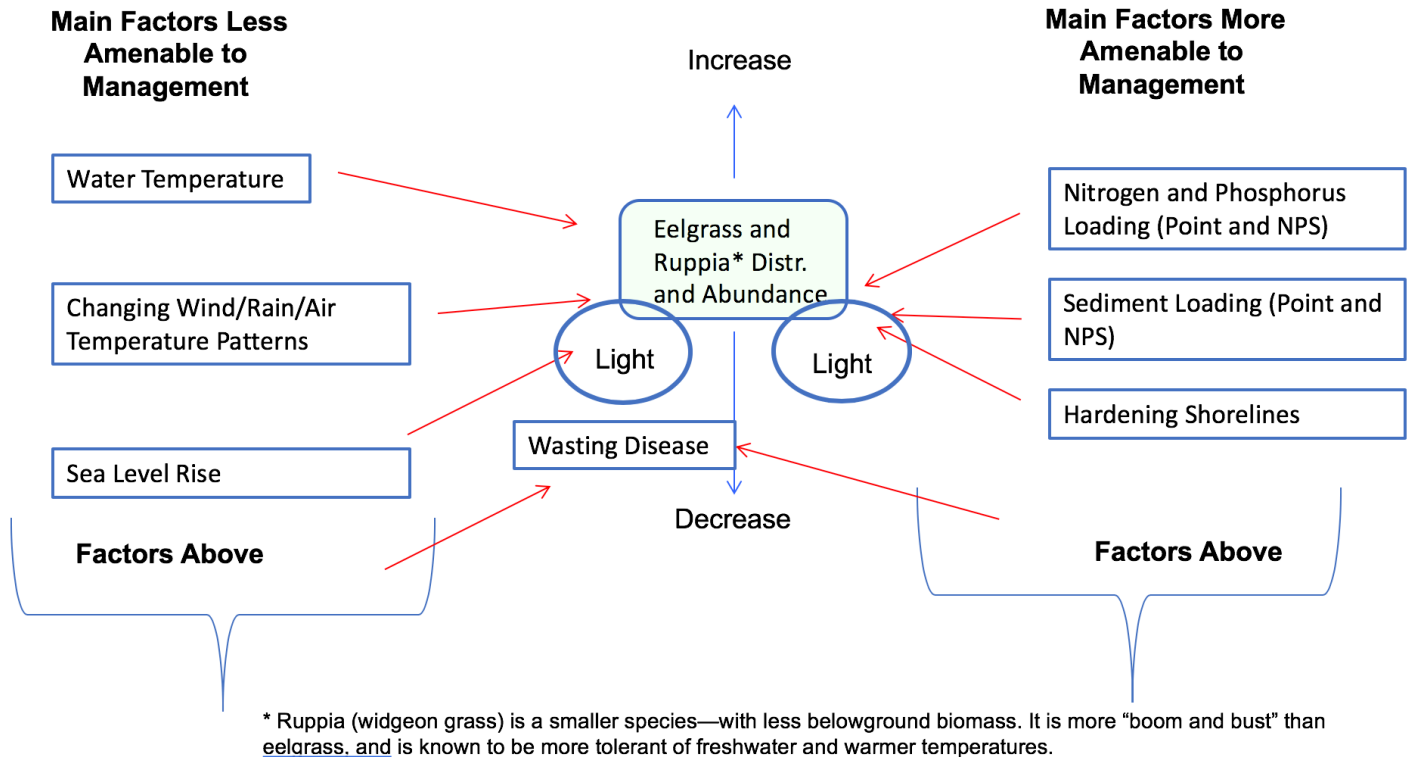 Main Factors Less
Amenable to
Management
Main Factors More
Amenable to
Management
Increase
Water Temperature
Nitrogen and Phosphorus
Loading (Point and NPS)
Eelgrass and
Ruppia* Distr.
and Abundance
Changing Wind/Rain/Air
Temperature Patterns
Sediment Loading (Point and
NPS)
Light
Light
Hardening Shorelines
Wasting Disease
Sea Level Rise
Decrease
Factors Above
Factors Above
* Ruppia (widgeon grass) is a smaller species—with less belowground biomass. It is more “boom and bust” than
eelgrass, and is known to be more tolerant of freshwater and warmer temperatures.